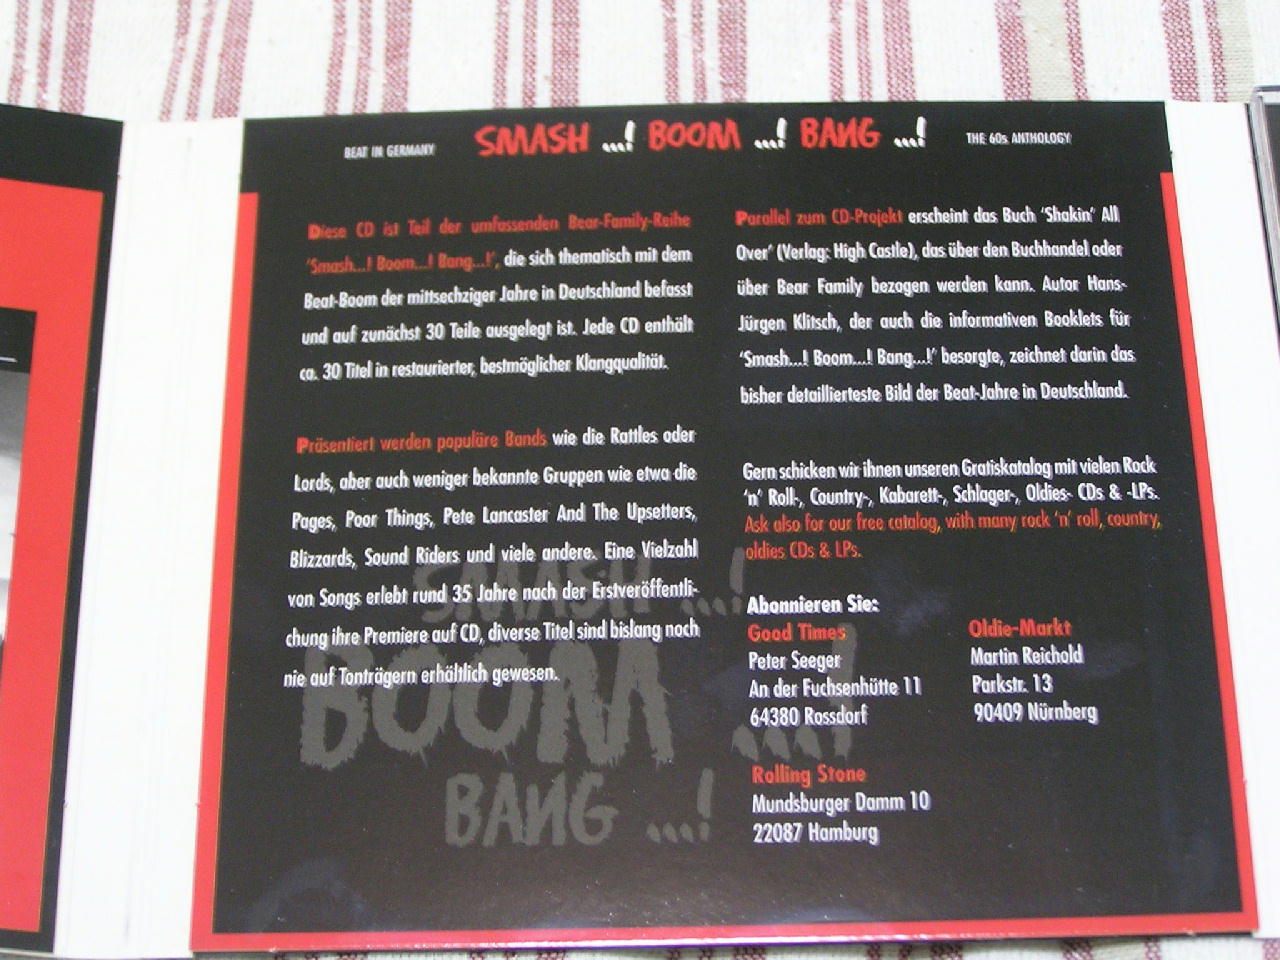 BEAT IN GERMANY
SMASH ...! BOOM ...! BANG ...!
THE 60s ANTHOLOGY
Diese CD ist Teil der umfassenden Bear-Family-Reihe
'Smash...! Boom...! Bang...!', die sich thematisch mit dem
Beat-Boom der mittsechziger Jahre in Deutschland befasst
und auf zunächst 30 Teile ausgelegt ist. Jede CD enthält
ca. 30 Titel in restaurierter, bestmöglicher Klangqualität.
Präsentiert werden populäre Bands wie die Rattles oder
Lords, aber auch weniger bekannte Gruppen wie etwa die
Pages, Poor Things, Pete Lancaster And The Upsetters,
Blizzards, Sound Riders und viele andere. Eine Vielzahl
von Songs erlebt rund 35 Jahre nach der Erstveröffentli-
chung ihre Premiere auf CD, diverse Titel sind bislang noch
nie auf Tonträgern erhältlich gewesen.
SMASH ...!
BOOM ...!
BANG ...!
Parallel zum CD-Projekt erscheint das Buch 'Shakin' All
Over' (Verlag: High Castle), das über den Buchhandel oder
über Bear Family bezogen werden kann. Autor Hans-
Jürgen Klitsch, der auch die informativen Booklets für
'Smash...! Boom...! Bang...!' besorgte, zeichnet darin das
bisher detaillierteste Bild der Beat-Jahre in Deutschland.
Gern schicken wir ihnen unseren Gratiskatalog mit vielen Rock
'n' Roll-, Country-, Kabarett-, Schlager-, Oldies- CDs & -LPs.
Ask also for our free catalog, with many rock 'n' roll, country,
oldies CDs & LPs.
Abonnieren Sie:
Good Times
Peter Seeger
An der Fuchsenhütte 11
64380 Rossdorf
Oldie-Markt
Martin Reichold
Parkstr. 13
90409 Nürnberg
Rolling Stone
Mundsburger Damm 10
22087 Hamburg